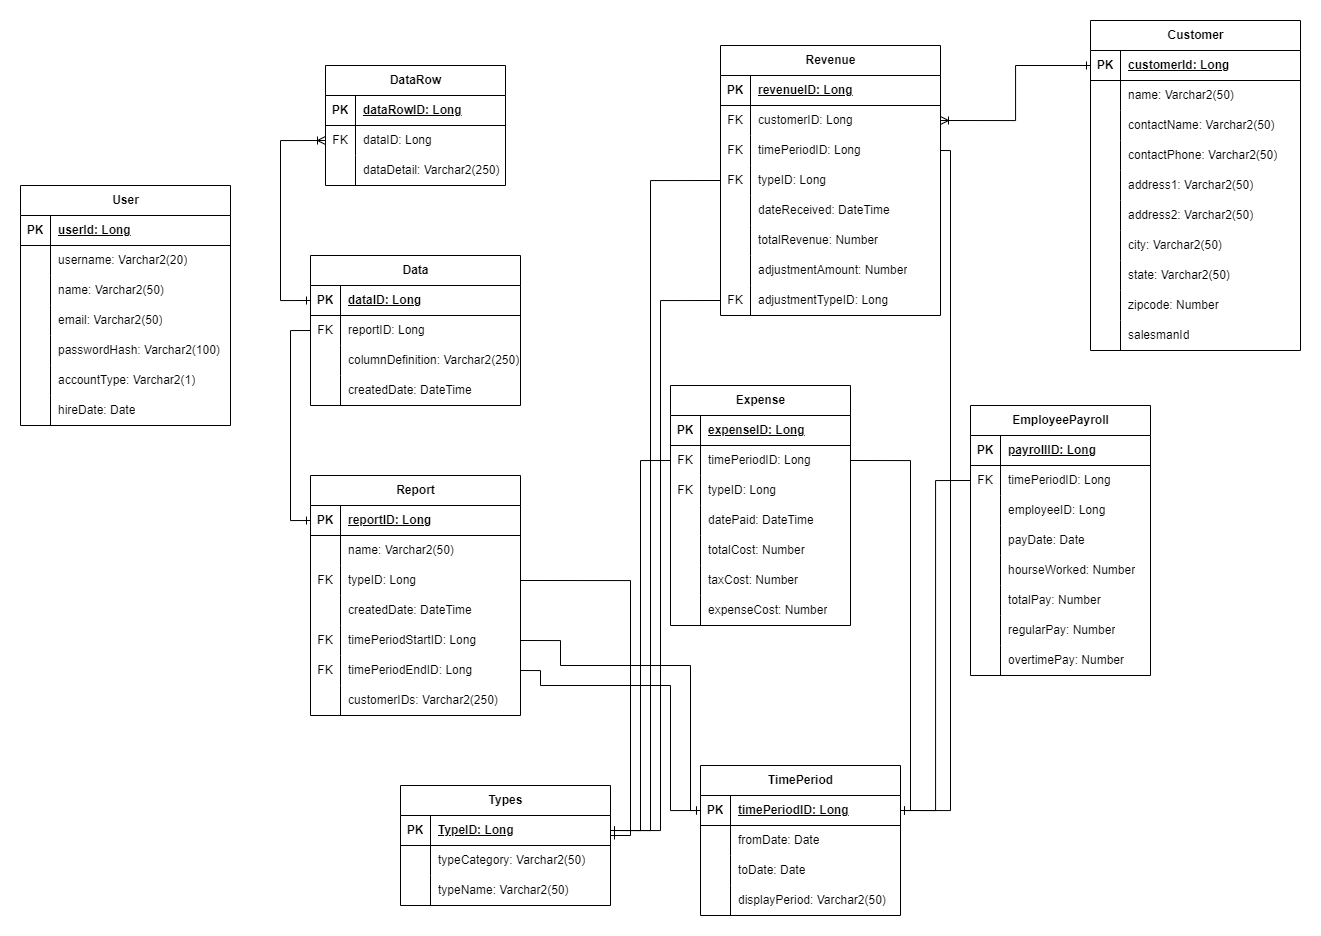 User
PK userId: Long
username: Varchar2(20)
name: Varchar2(50)
email: Varchar2(50)
passwordHash: Varchar2(100)
accountType: Varchar2(1)
hireDate: Date
DataRow
PK dataRowID: Long
FK dataID: Long
dataDetail: Varchar2(250)
Data
PK dataID: Long
FK reportID: Long
columnDefinition: Varchar2(250)
createdDate: DateTime
Report
PK reportID: Long
name: Varchar2(50)
FK typeID: Long
createdDate: DateTime
FK timePeriodStartID: Long
FK timePeriodEndID: Long
customerIDs: Varchar2(250)
Types
PK TypeID: Long
typeCategory: Varchar2(50)
typeName: Varchar2(50)
Revenue
PK revenueID: Long
FK customerID: Long
FK timePeriodID: Long
FK typeID: Long
dateReceived: DateTime
totalRevenue: Number
adjustmentAmount: Number
FK adjustmentTypeID: Long
Expense
PK expenseID: Long
FK timePeriodID: Long
FK typeID: Long
datePaid: DateTime
totalCost: Number
taxCost: Number
expenseCost: Number
TimePeriod
PK timePeriodID: Long
fromDate: Date
toDate: Date
displayPeriod: Varchar2(50)
Customer
PK customerId: Long
name: Varchar2(50)
contactName: Varchar2(50)
contactPhone: Varchar2(50)
address1: Varchar2(50)
address2: Varchar2(50)
city: Varchar2(50)
state: Varchar2(50)
zipcode: Number
salesmanId
EmployeePayroll
PK payrollID: Long
FK timePeriodID: Long
employeeID: Long
payDate: Date
hourseWorked: Number
totalPay: Number
regularPay: Number
overtimePay: Number